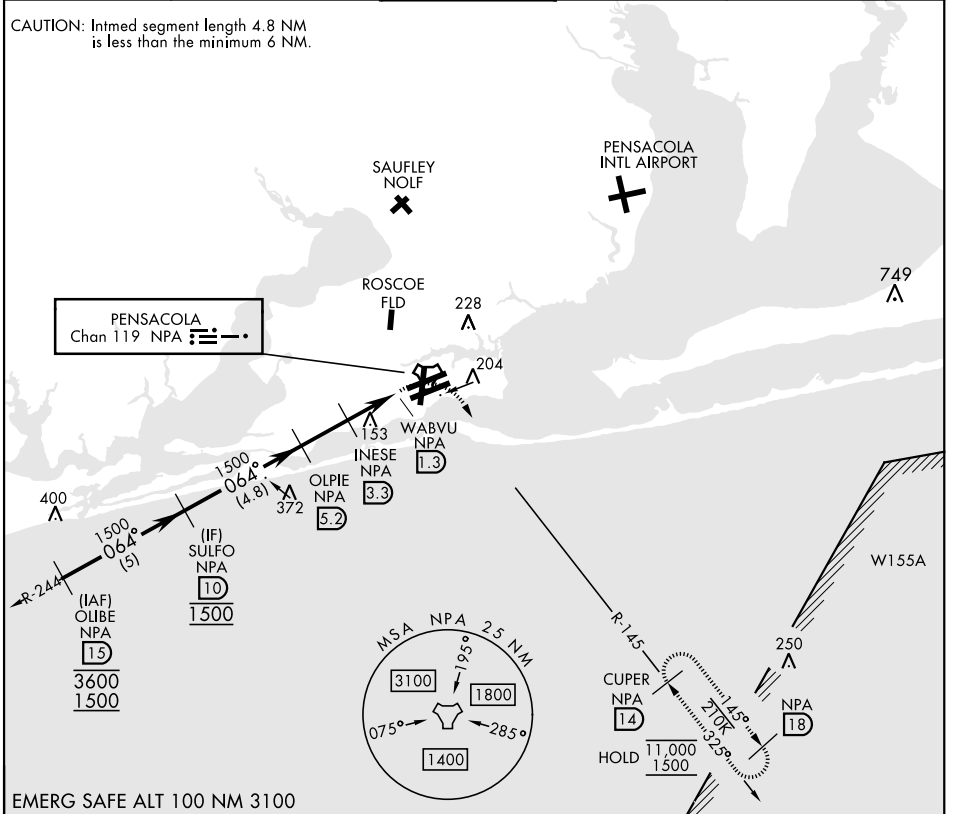 CAUTION: Intmed segment length 4.8 NM
is less than the minimum 6 NM.
PENSACOLA
INTL AIRPORT
SAUFLEY
NOLF
749
ROSCOE
FLD
228
PENSACOLA
Chan 119 NPA
204
153
WABVU
NPA
1.3
INESE
NPA
3.3
1500
064°
(4.8)
OLPIE
NPA
5.2
372
400
1500
064°
(5)
(IF)
SULFO
NPA
10
1500
R-244
(IAF)
OLIBE
NPA
15
3600
1500
W155A
R-145
MSA NPA 25 NM
195°
3100
1800
075°
285°
1400
250
CUPER
NPA
14
145°
210K
325°
NPA
18
HOLD
11,000
1500
EMERG SAFE ALT 100 NM 3100